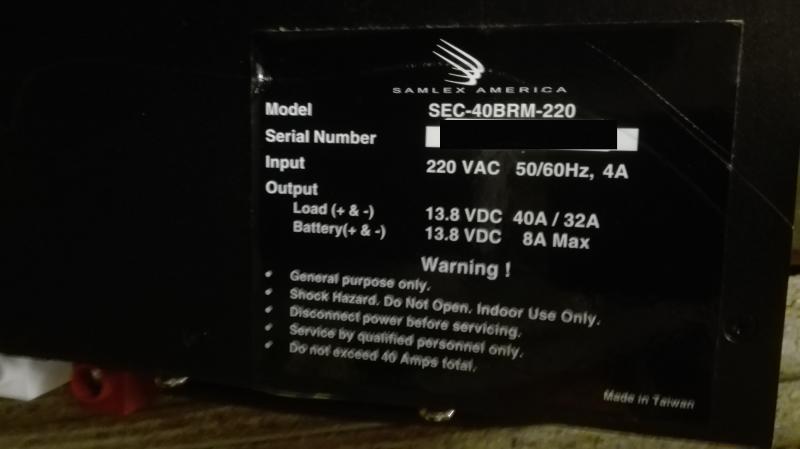 SAMLEX AMERICA
Model SEC-40BRM-220
Serial Number
Input 220 VAC 50/60Hz, 4A
Output
Load (+ & -) 13.8 VDC 40A / 32A
Battery(+ & -) 13.8 VDC 8A Max
Warning !
General purpose only.
Shock Hazard. Do Not Open. Indoor Use Only.
Disconnect power before servicing.
Service by qualified personnel only.
Do not exceed 40 Amps total.
Made in Taiwan